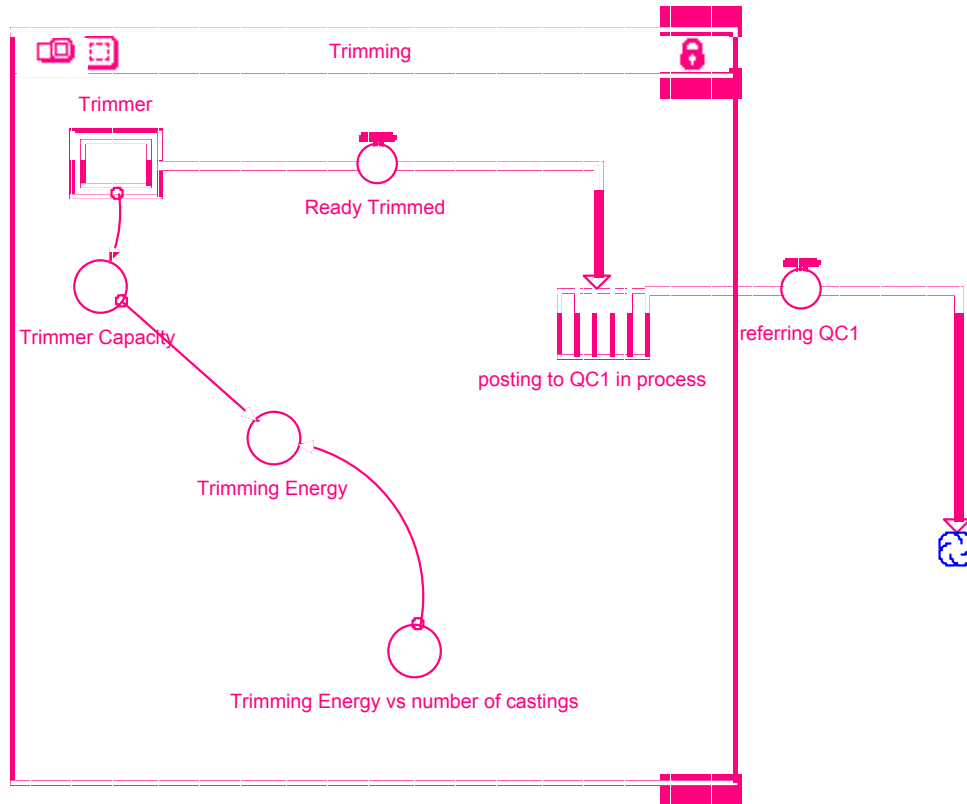 Trimming
Trimmer
Ready Trimmed
Trimmer Capacity
referring QC1
posting to QC1 in process
Trimming Energy
Trimming Energy vs number of castings